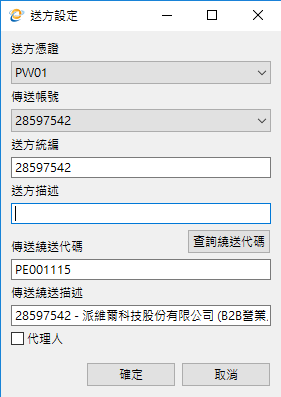 送方設定
送方憑證
PW01
傳送帳號
28597542
送方統編
28597542
送方描述
查詢繞送代碼
傳送繞送代碼
PE001115
傳送繞送描述
28597542 - 派維爾科技股份有限公司 (B2B營業
代理人
確定
取消